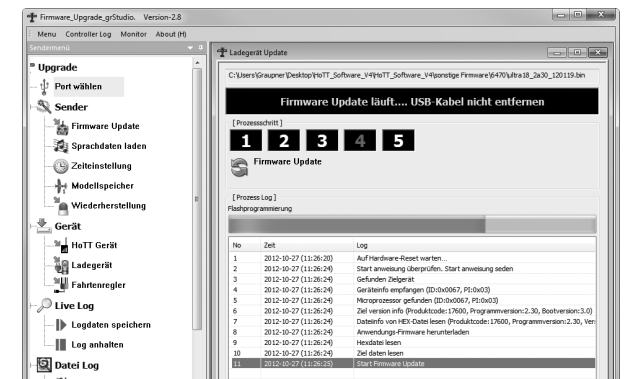 Firmware_Upgrade_grStudio. Version-2.8
Menu Controller Log Monitor About (H)
Sendermenü
Upgrade
Port wählen
Sender
Firmware Update
Sprachdaten laden
Zeiteinstellung
Modellspeicher
Wiederherstellung
Gerät
HoTT Gerät
Ladegerät
Fahrtenregler
Live Log
Logdaten speichern
Log anhalten
Datei Log
Ladegerät Update
C:\Users\Graupner\Desktop\HoTT_Software_V4\HoTT_Software_V4\sonstige Firmware\6470\ultra18_2a30_120119.bin
Firmware Update läuft.... USB-Kabel nicht entfernen
[ Prozessschritt ]
1 2 3 4 5
Firmware Update
[ Prozess Log ]
Flashprogrammierung
No Zeit Log
1 2012-10-27 (11:26:20) Auf Hardware-Reset warten...
2 2012-10-27 (11:26:24) Start anweisung überprüfen. Start anweisung seden
3 2012-10-27 (11:26:24) Gefunden Zielgerät
4 2012-10-27 (11:26:24) Geräteinfo empfangen (ID:0x0067, PI:0x03)
5 2012-10-27 (11:26:24) Microprozessor gefunden (ID:0x0067, PI:0x03)
6 2012-10-27 (11:26:24) Ziel version info (Produktcode:17600, Programmversion:2.30, Bootversion:3.0)
7 2012-10-27 (11:26:24) Dateiinfo von HEX-Datei lesen (Produktcode:17600, Programmversion:2.30, Ver
8 2012-10-27 (11:26:24) Anwendungs-Firmware herunterladen
9 2012-10-27 (11:26:24) Hexdatei lesen
10 2012-10-27 (11:26:24) Ziel daten lesen
11 2012-10-27 (11:26:25) Start Firmware Update